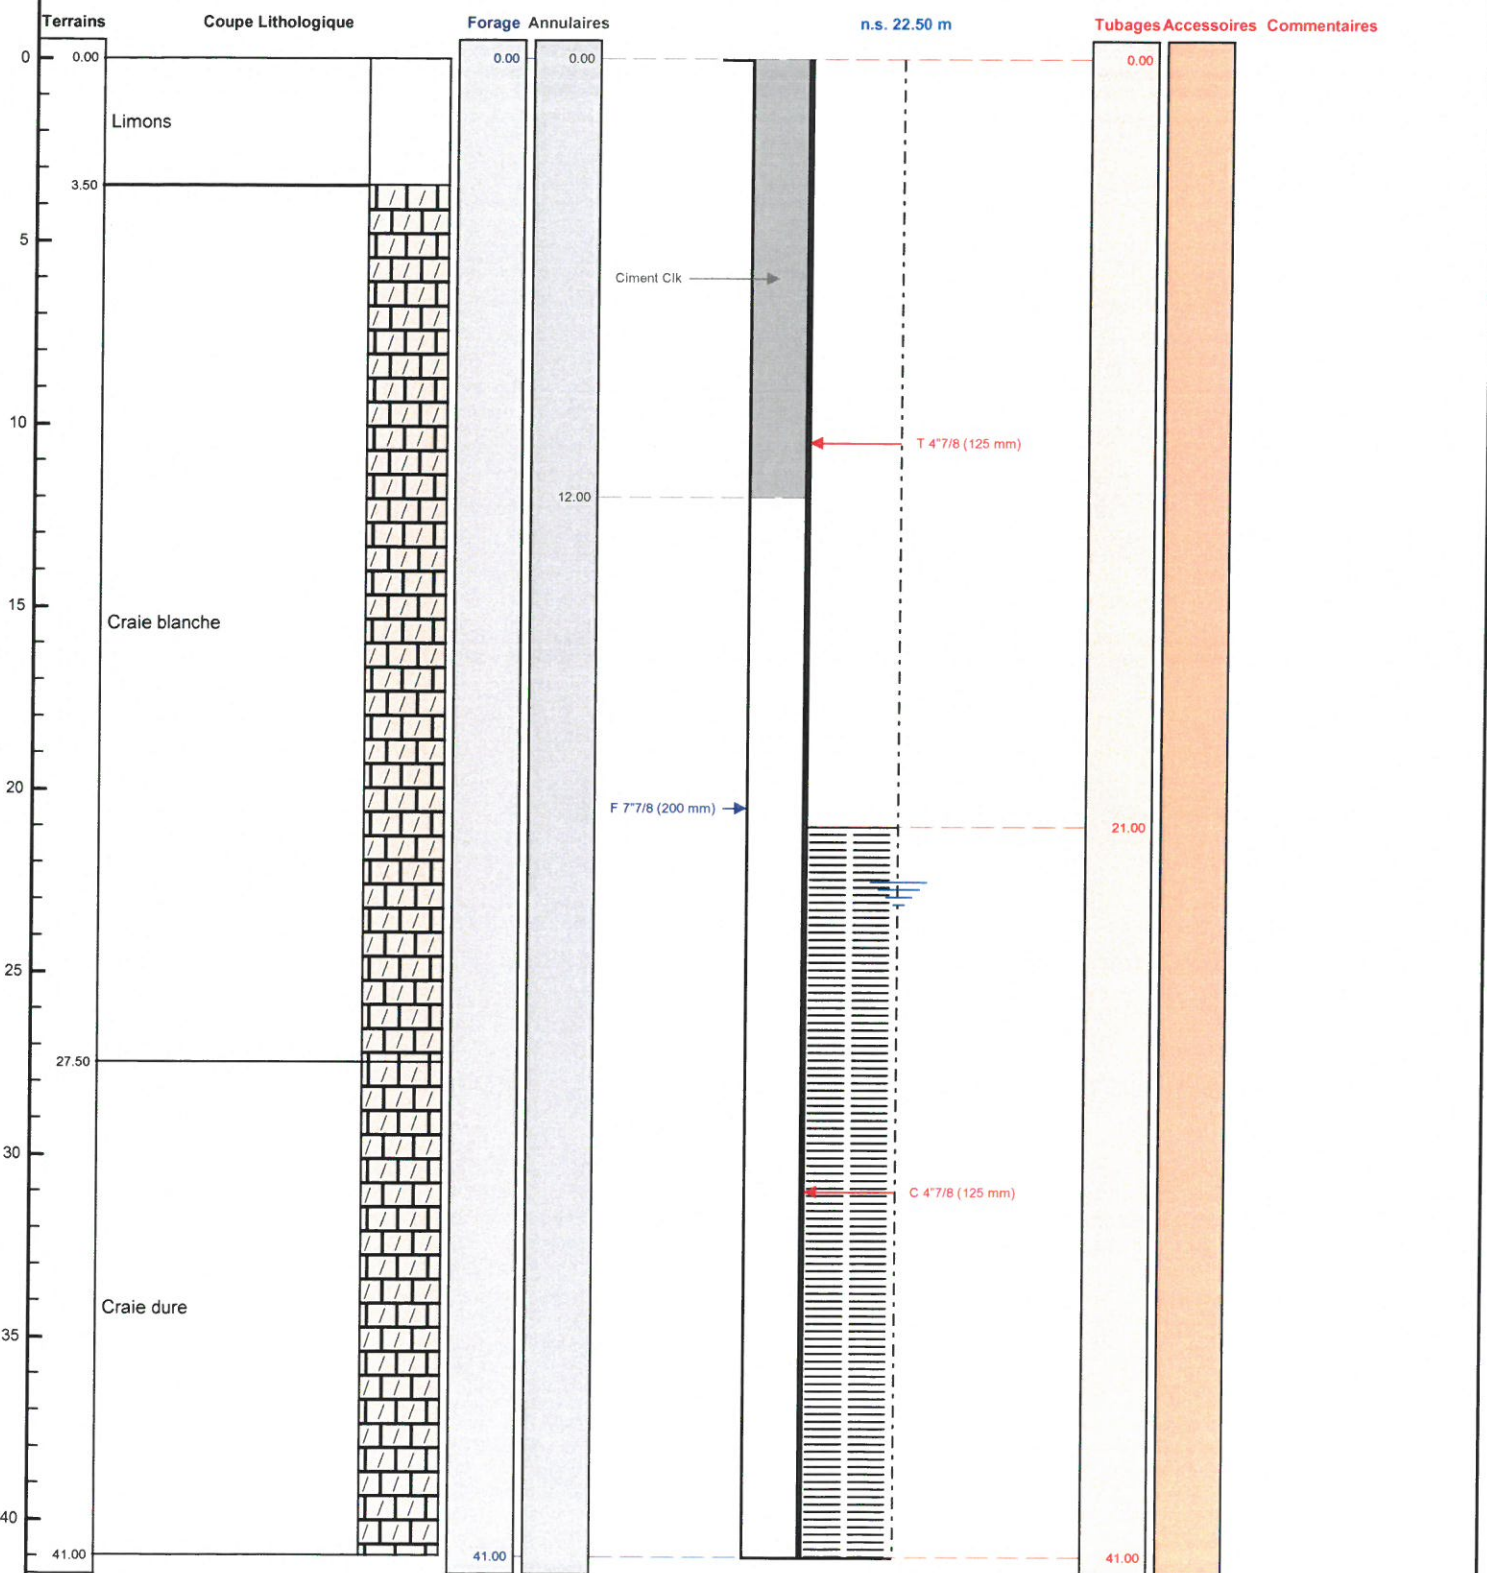 Terrains Coupe Lithologique Forage Annulaires n.s. 22.50 m Tubages Accessoires Commentaires
0 0.00 0.00 0.00 0.00
Limons
3.50
5
Ciment Clk
10
T 4"7/8 (125 mm)
12.00
15
Craie blanche
20
F 7"7/8 (200 mm)
21.00
25
27.50
30
C 4"7/8 (125 mm)
Craie dure
35
40
41.00 41.00 41.00